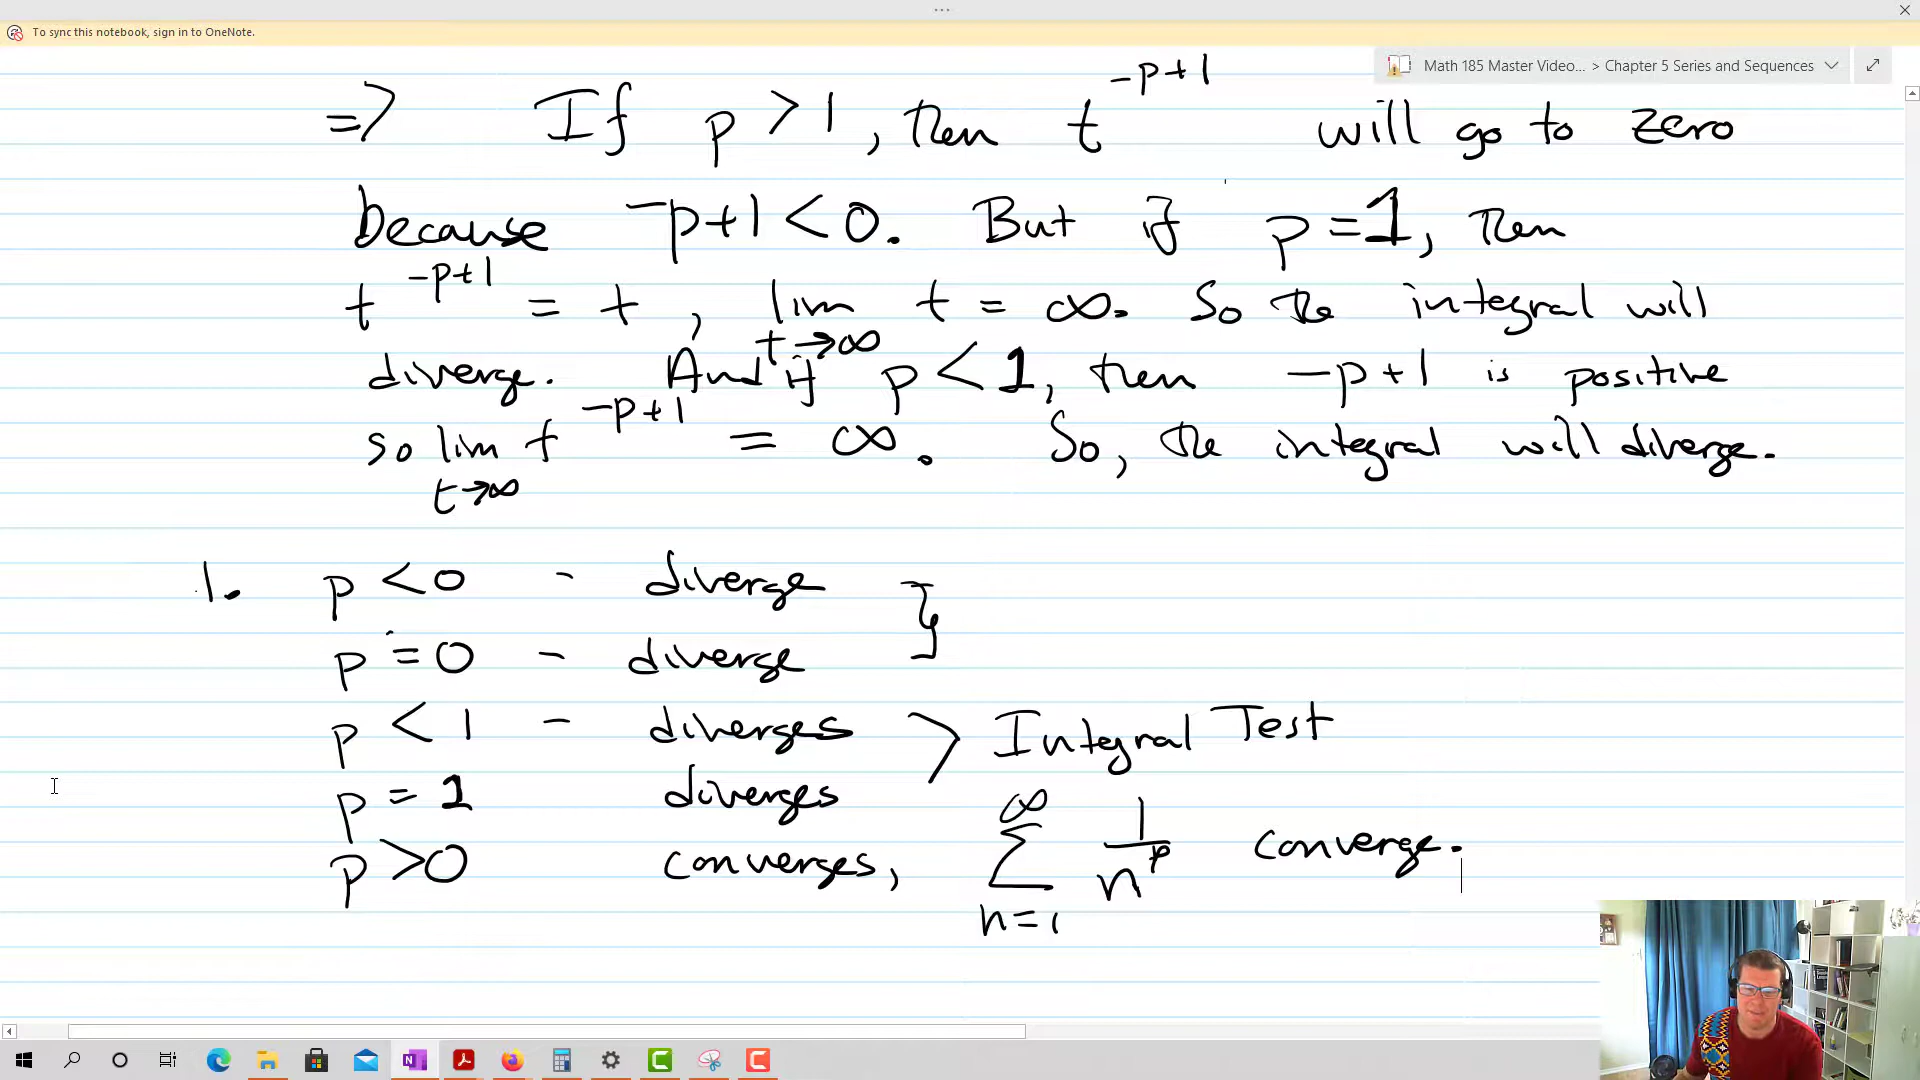 To sync this notebook, sign in to OneNote.
Math 185 Master Video... > Chapter 5 Series and Sequences
=> If p > 1, then t^{-p+1} will go to zero
because -p+1 < 0. But if p = 1, then
t^{-p+1} = t, lim t→∞ t = ∞. So the integral will
diverge. And if p < 1, then -p+1 is positive
so lim t→∞ t^{-p+1} = ∞. So, the integral will diverge.
1. p < 0 - diverge }
p = 0 - diverge
p < 1 - diverges > Integral Test
p = 1 diverges
p > 0 converges, ∑_{n=1}^{∞} 1/n^p converge.